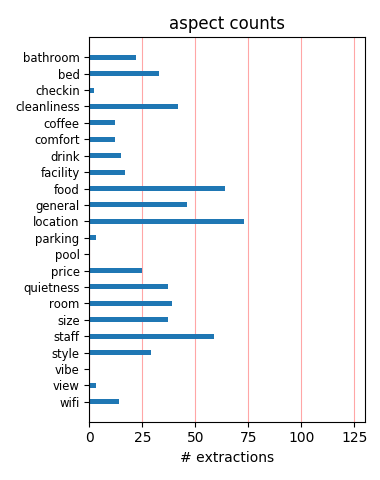 aspect counts
bathroom
bed
checkin
cleanliness
coffee
comfort
drink
facility
food
general
location
parking
pool
price
quietness
room
size
staff
style
vibe
view
wifi
0 25 50 75 100 125
# extractions